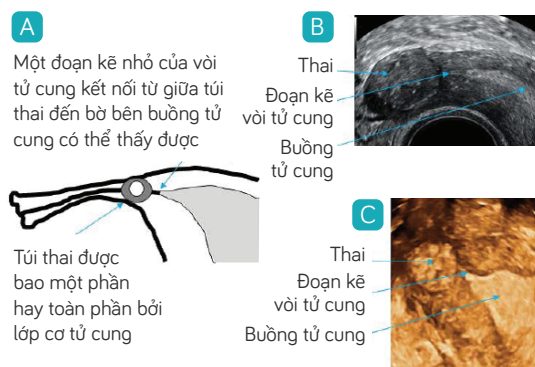 A
Một đoạn kẽ nhỏ của vòi
tử cung kết nối từ giữa túi
thai đến bờ bên buồng tử
cung có thể thấy được
Túi thai được
bao một phần
hay toàn phần bởi
lớp cơ tử cung
B
Thai
Đoạn kẽ
vòi tử cung
Buồng
tử cung
C
Thai
Đoạn kẽ
vòi tử cung
Buồng tử cung